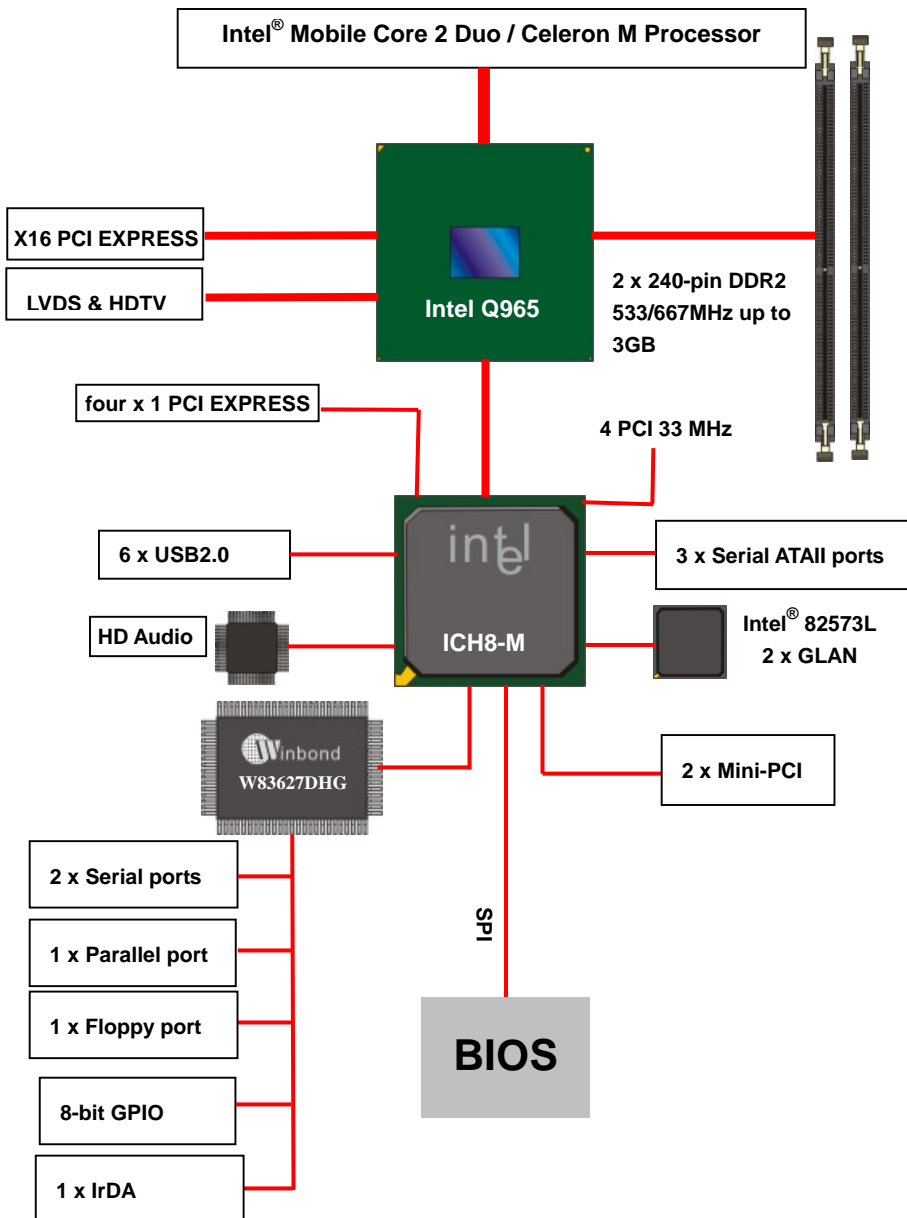 Intel® Mobile Core 2 Duo / Celeron M Processor
X16 PCI EXPRESS
LVDS & HDTV
Intel Q965
2 x 240-pin DDR2
533/667MHz up to
3GB
four x 1 PCI EXPRESS
4 PCI 33 MHz
6 x USB2.0
intel
3 x Serial ATAII ports
HD Audio
ICH8-M
Intel® 82573L
2 x GLAN
Winbond
W83627DHG
2 x Mini-PCI
2 x Serial ports
SPI
1 x Parallel port
1 x Floppy port
BIOS
8-bit GPIO
1 x IrDA